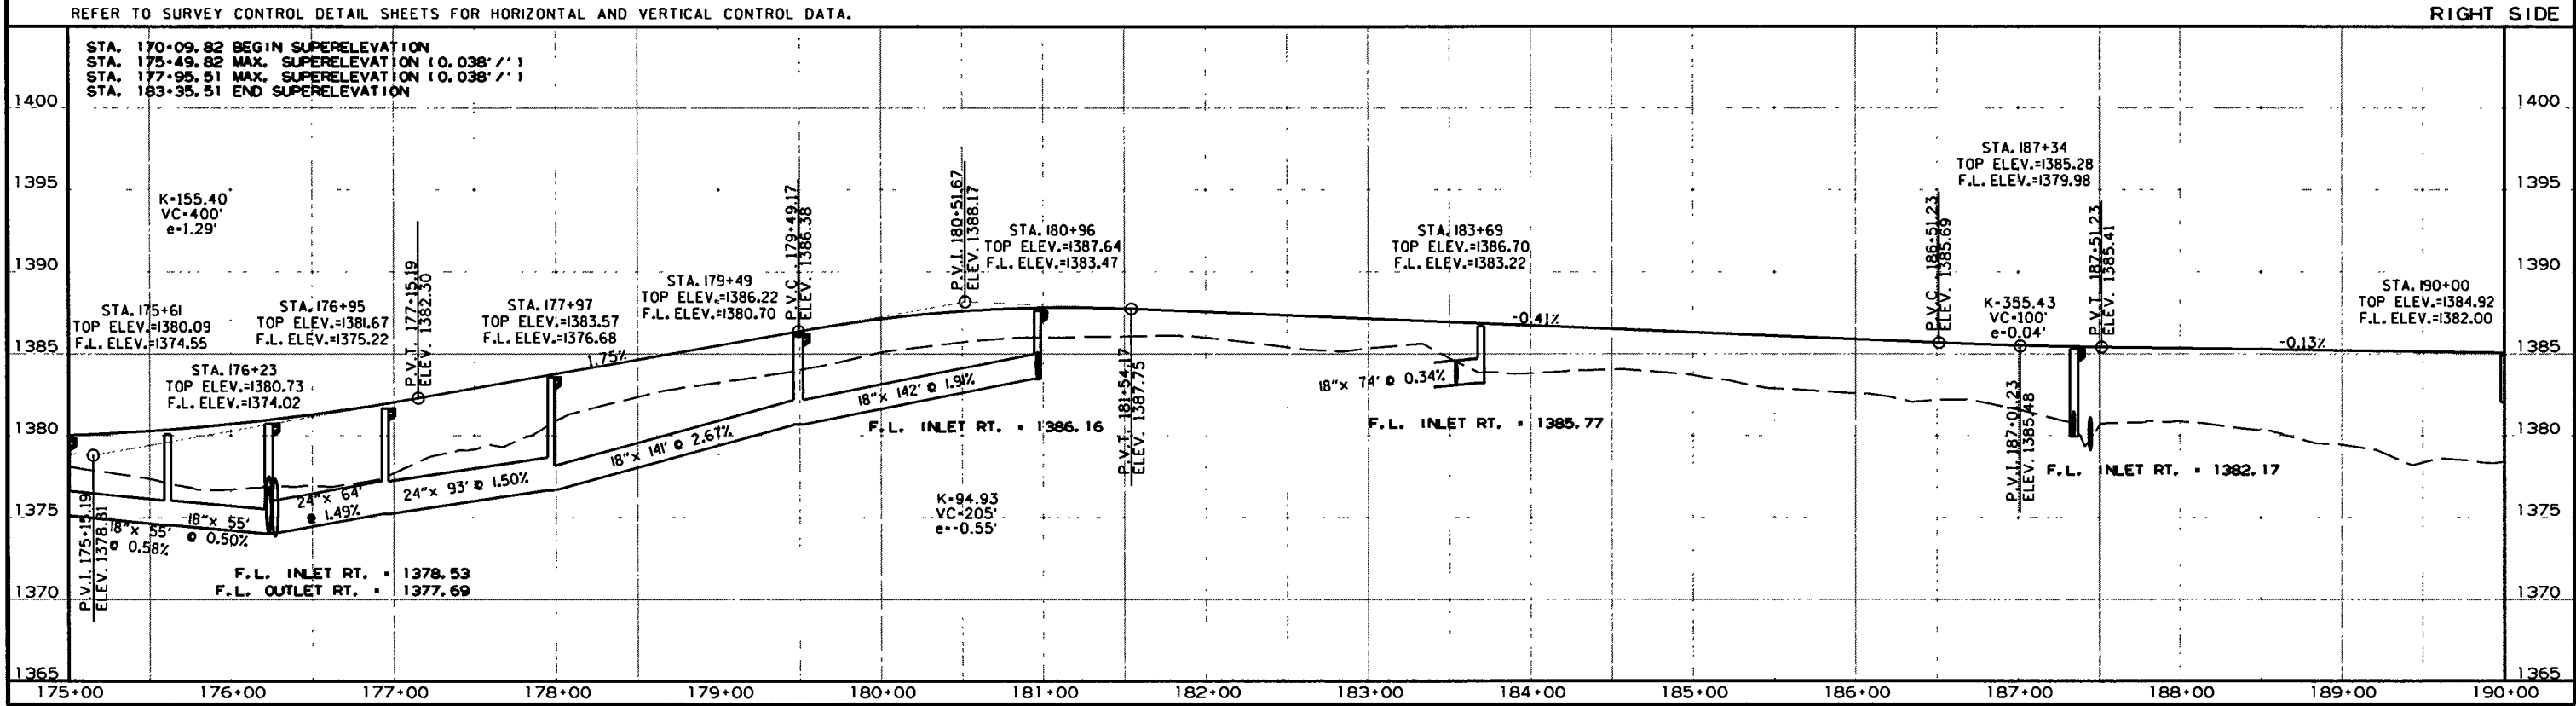 REFER TO SURVEY CONTROL DETAIL SHEETS FOR HORIZONTAL AND VERTICAL CONTROL DATA.
RIGHT SIDE
STA. 170+09.82 BEGIN SUPERELEVATION
STA. 175+49.82 MAX. SUPERELEVATION (0.038'/')
STA. 177+95.51 MAX. SUPERELEVATION (0.038'/')
STA. 183+35.51 END SUPERELEVATION
1400
1395
1390
1385
1380
1375
1370
1365
K=155.40
VC=400'
e=1.29'
STA. 175+61
TOP ELEV.=1380.09
F.L. ELEV.=1374.55
STA. 176+23
TOP ELEV.=1380.73
F.L. ELEV.=1374.02
STA. 176+95
TOP ELEV.=1381.67
F.L. ELEV.=1375.22
P.V.T. 177+15.19
ELEV. 1382.30
STA. 177+97
TOP ELEV.=1383.57
F.L. ELEV.=1376.68
1.75%
STA. 179+49
TOP ELEV.=1386.22
F.L. ELEV.=1380.70
P.V.C. 179+49.17
ELEV. 1386.38
P.V.I. 180+51.67
ELEV. 1388.17
STA. 180+96
TOP ELEV.=1387.64
F.L. ELEV.=1383.47
P.V.T. 181+54.17
ELEV. 1387.75
STA. 183+69
TOP ELEV.=1386.70
F.L. ELEV.=1383.22
-0.41%
P.V.C. 186+51.23
ELEV. 1385.69
STA. 187+34
TOP ELEV.=1385.28
F.L. ELEV.=1379.98
K=355.43
VC=100'
e=0.04'
P.V.T. 187+51.23
ELEV. 1385.41
-0.13%
STA. 190+00
TOP ELEV.=1384.92
F.L. ELEV.=1382.00
P.V.I. 175+15.19
ELEV. 1378.81
18"x 55'
@ 0.58%
18"x 55'
@ 0.50%
24"x 64'
@ 1.49%
24"x 93' @ 1.50%
18"x 141' @ 2.67%
18"x 142' @ 1.91%
18"x 74' @ 0.34%
F.L. INLET RT. = 1386.16
F.L. INLET RT. = 1385.77
P.V.I. 187+01.23
ELEV. 1385.48
F.L. INLET RT. = 1382.17
K=94.93
VC=205'
e=-0.55'
F.L. INLET RT. = 1378.53
F.L. OUTLET RT. = 1377.69
1400
1395
1390
1385
1380
1375
1370
1365
175+00 176+00 177+00 178+00 179+00 180+00 181+00 182+00 183+00 184+00 185+00 186+00 187+00 188+00 189+00 190+00